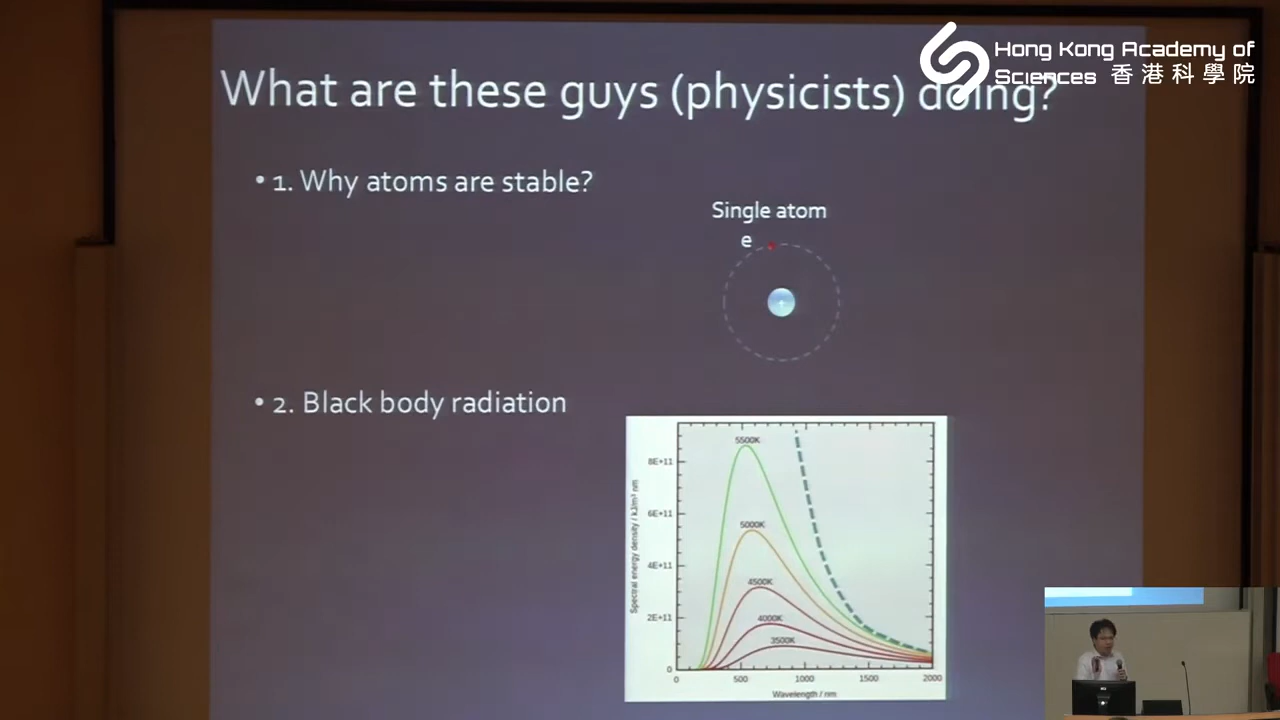 Hong Kong Academy of
Sciences 香港科學院
What are these guys (physicists) doing?
• 1. Why atoms are stable?
Single atom
e
+
• 2. Black body radiation
5500K
5000K
4500K
4000K
3500K
8E+11
6E+11
4E+11
2E+11
0
Spectral energy density / kJ/m³ nm
0 500 1000 1500 2000
Wavelength / nm